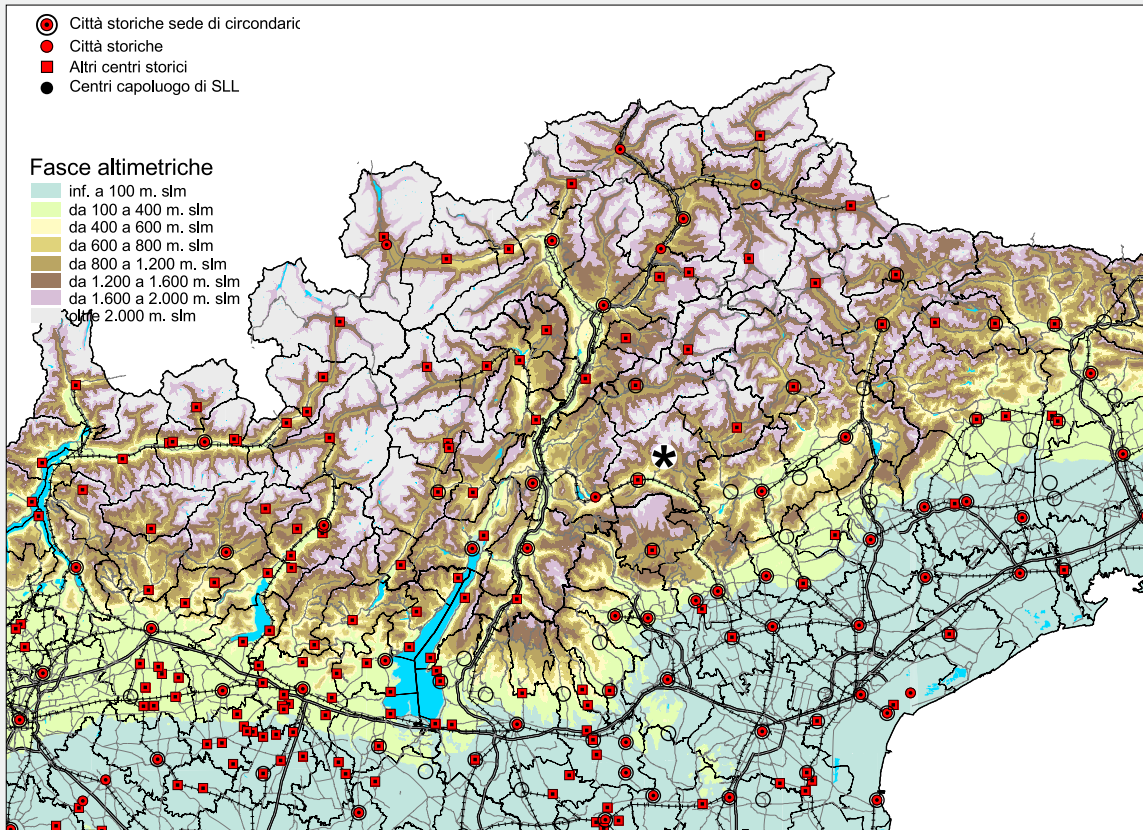 Città storiche sede di circondaric
Città storiche
Altri centri storici
Centri capoluogo di SLL
Fasce altimetriche
inf. a 100 m. slm
da 100 a 400 m. slm
da 400 a 600 m. slm
da 600 a 800 m. slm
da 800 a 1.200 m. slm
da 1.200 a 1.600 m. slm
da 1.600 a 2.000 m. slm
oltre 2.000 m. slm
*